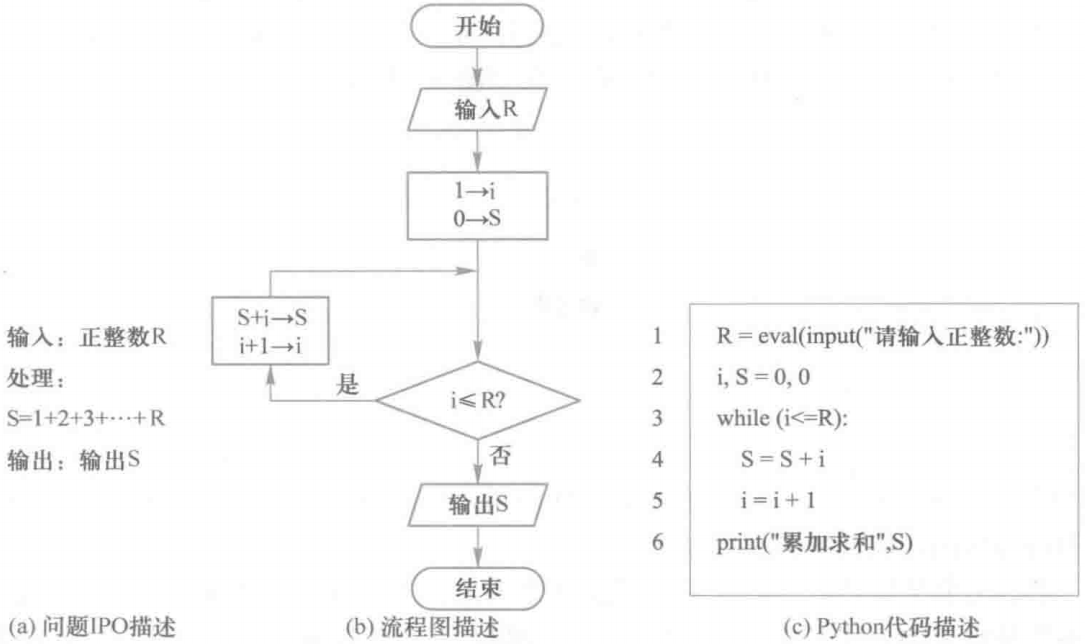 开始
输入R
1→i
0→S
S+i→S
i+1→i
是
i≤R?
否
输出S
结束
输入：正整数R
处理：
S=1+2+3+···+R
输出：输出S
1 R = eval(input("请输入正整数:"))
2 i, S = 0, 0
3 while (i<=R):
4 S = S + i
5 i = i + 1
6 print("累加求和",S)
(a) 问题IPO描述
(b) 流程图描述
(c) Python代码描述